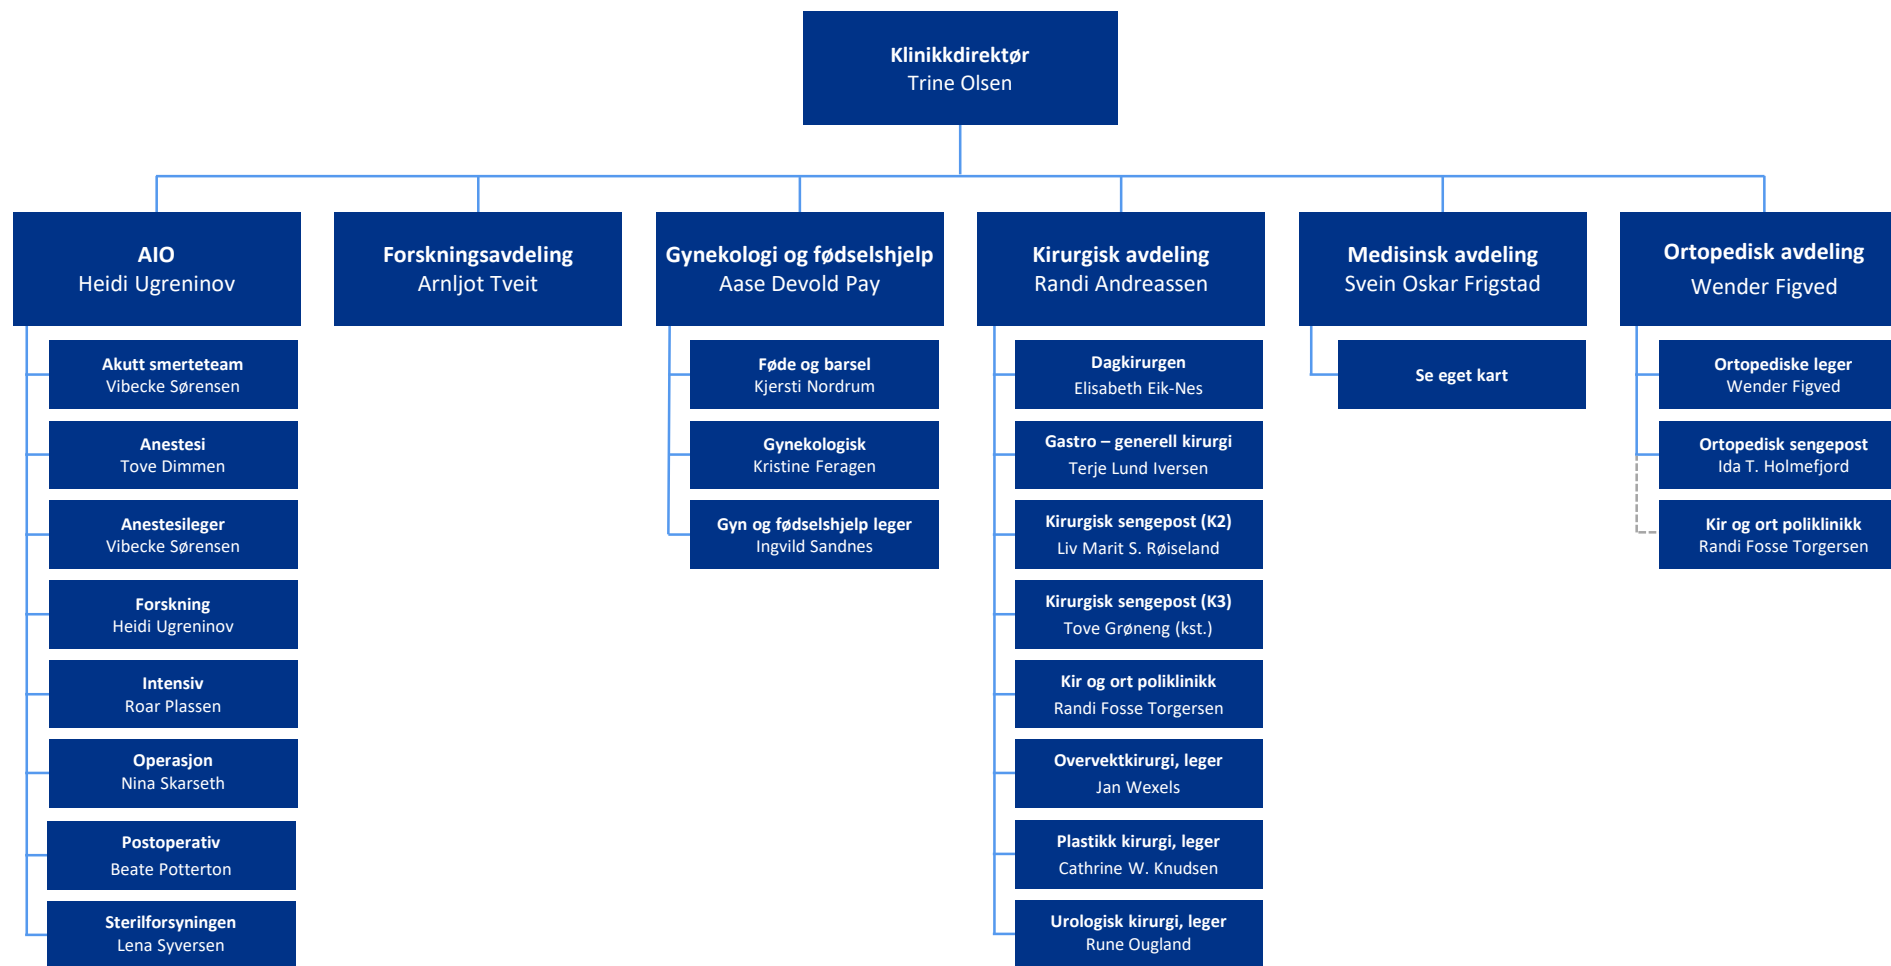 Klinikkdirektør
Trine Olsen
AIO
Heidi Ugreninov
Akutt smerteteam
Vibecke Sørensen
Anestesi
Tove Dimmen
Anestesileger
Vibecke Sørensen
Forskning
Heidi Ugreninov
Intensiv
Roar Plassen
Operasjon
Nina Skarseth
Postoperativ
Beate Potterton
Sterilforsyningen
Lena Syversen
Forskningsavdeling
Arnljot Tveit
Gynekologi og fødselshjelp
Aase Devold Pay
Føde og barsel
Kjersti Nordrum
Gynekologisk
Kristine Feragen
Gyn og fødselshjelp leger
Ingvild Sandnes
Kirurgisk avdeling
Randi Andreassen
Dagkirurgen
Elisabeth Eik-Nes
Gastro – generell kirurgi
Terje Lund Iversen
Kirurgisk sengepost (K2)
Liv Marit S. Røiseland
Kirurgisk sengepost (K3)
Tove Grøneng (kst.)
Kir og ort poliklinikk
Randi Fosse Torgersen
Overvektkirurgi, leger
Jan Wexels
Plastikk kirurgi, leger
Cathrine W. Knudsen
Urologisk kirurgi, leger
Rune Ougland
Medisinsk avdeling
Svein Oskar Frigstad
Se eget kart
Ortopedisk avdeling
Wender Figved
Ortopediske leger
Wender Figved
Ortopedisk sengepost
Ida T. Holmefjord
Kir og ort poliklinikk
Randi Fosse Torgersen